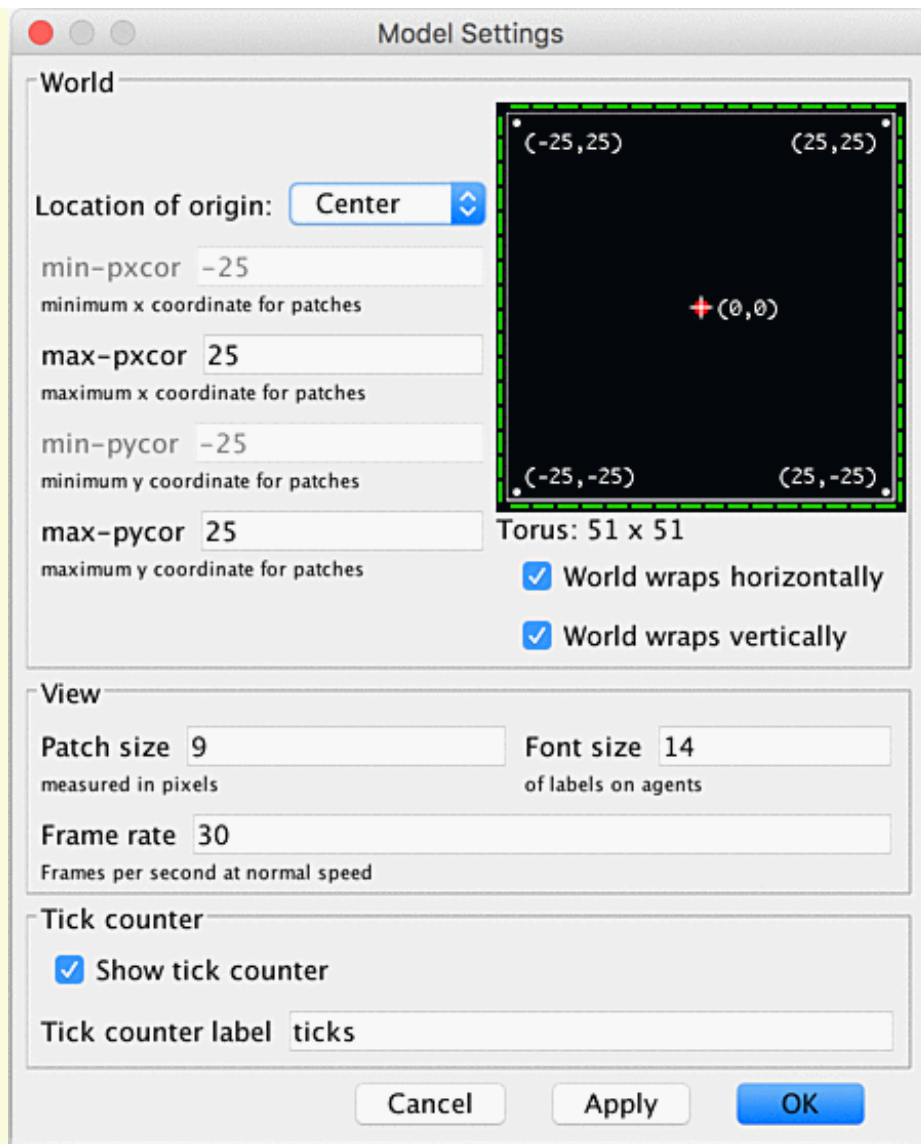 Model Settings
World
(-25,25) (25,25)
Location of origin: Center
min-pxcor -25
minimum x coordinate for patches
(0,0)
max-pxcor 25
maximum x coordinate for patches
min-pycor -25
minimum y coordinate for patches
(-25,-25) (25,-25)
max-pycor 25
maximum y coordinate for patches
Torus: 51 x 51
World wraps horizontally
World wraps vertically
View
Patch size 9
measured in pixels
Font size 14
of labels on agents
Frame rate 30
Frames per second at normal speed
Tick counter
Show tick counter
Tick counter label ticks
Cancel Apply OK